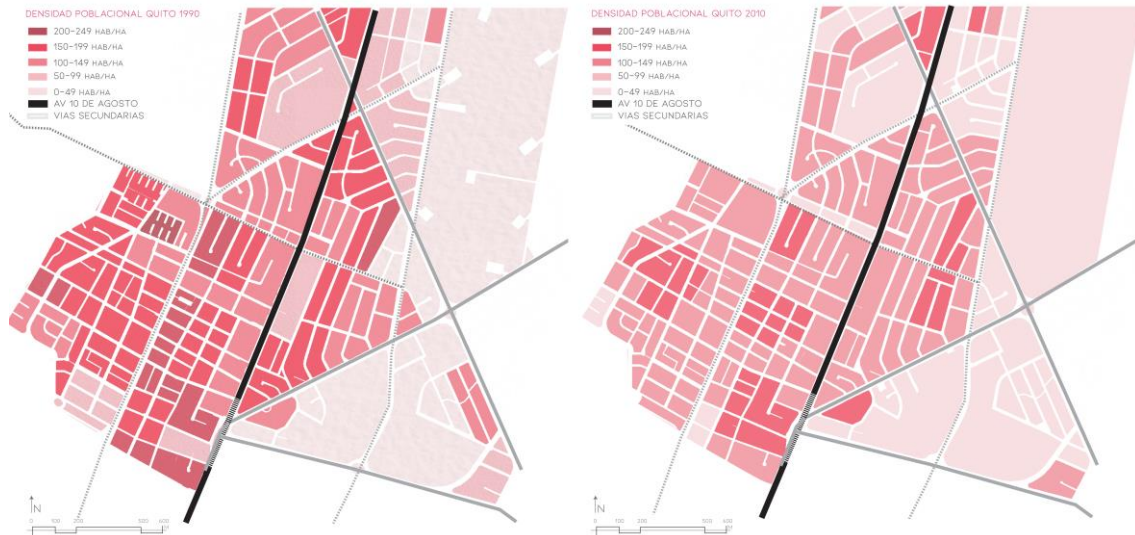 DENSIDAD POBLACIONAL QUITO 1990
200-249 HAB/HA
150-199 HAB/HA
100-149 HAB/HA
50-99 HAB/HA
0-49 HAB/HA
AV 10 DE AGOSTO
VIAS SECUNDARIAS
N
0 100 200 500 600
DENSIDAD POBLACIONAL QUITO 2010
200-249 HAB/HA
150-199 HAB/HA
100-149 HAB/HA
50-99 HAB/HA
0-49 HAB/HA
AV 10 DE AGOSTO
VIAS SECUNDARIAS
N
0 100 200 500 600